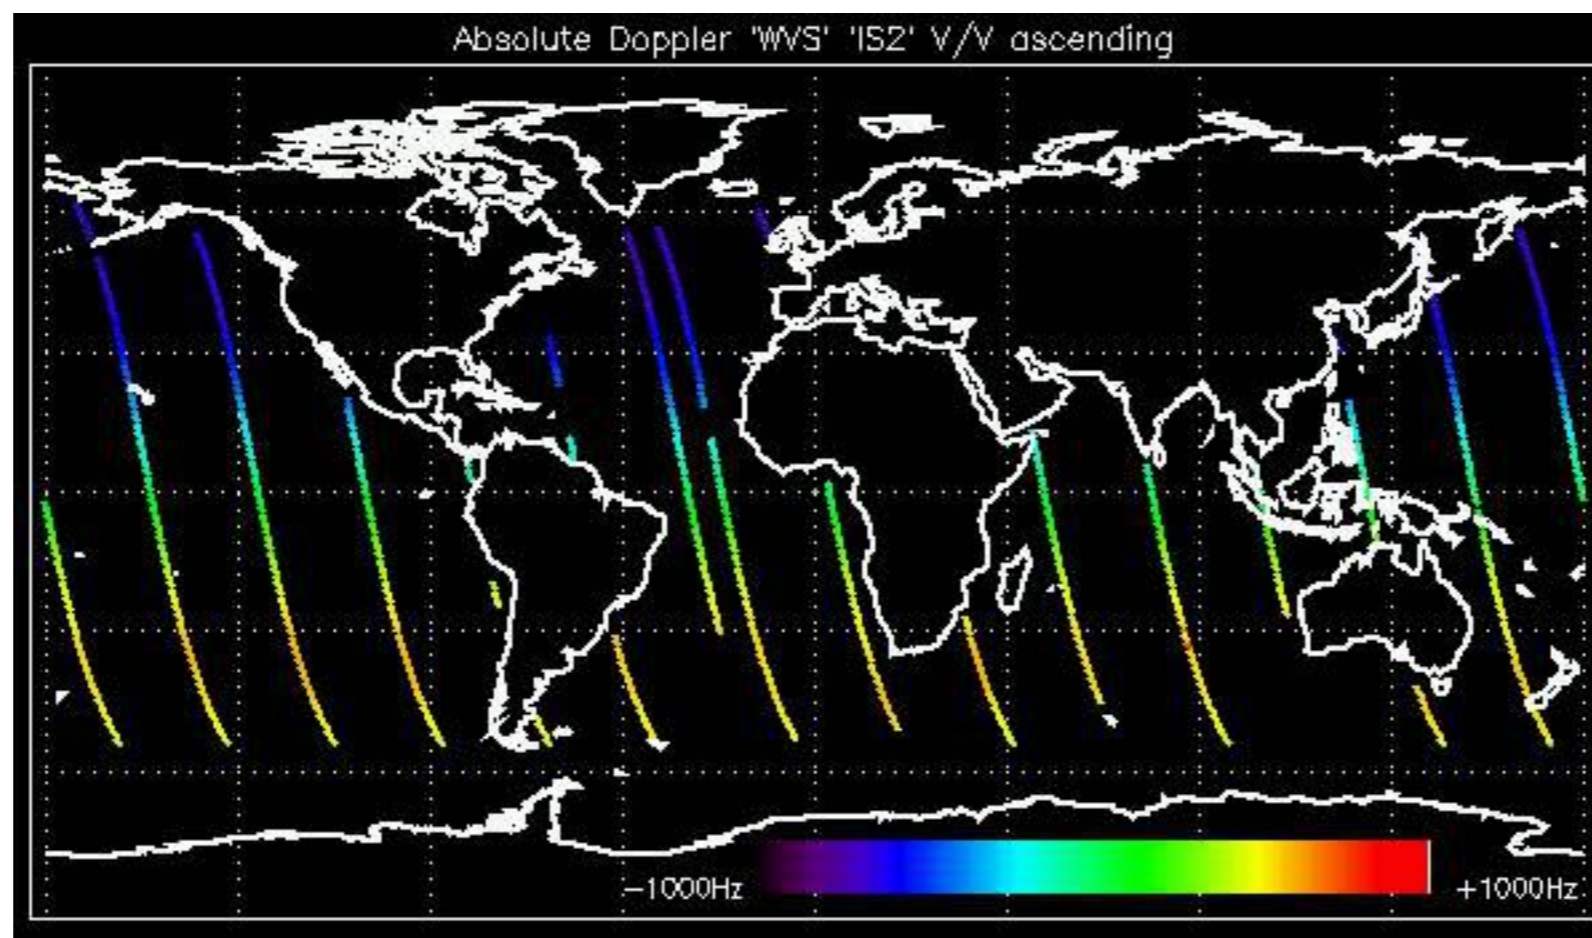 Absolute Doppler 'WVS' 'IS2' V/V ascending
-1000Hz
+1000Hz